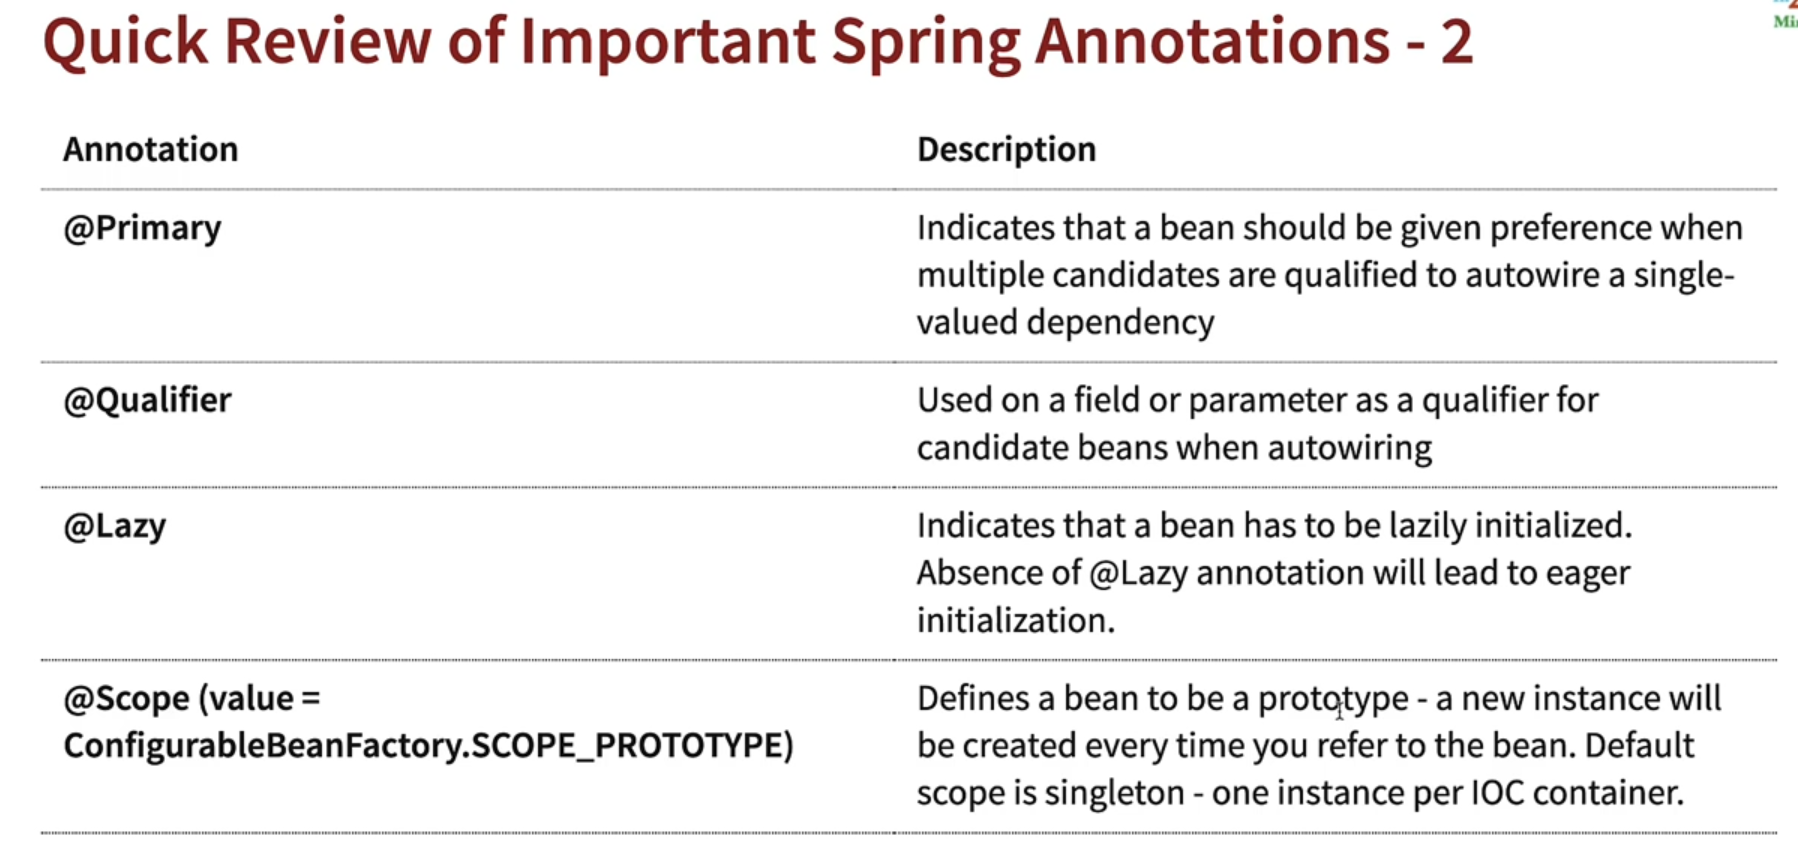 Quick Review of Important Spring Annotations - 2
Annotation
Description
@Primary
Indicates that a bean should be given preference when
multiple candidates are qualified to autowire a single-
valued dependency
@Qualifier
Used on a field or parameter as a qualifier for
candidate beans when autowiring
@Lazy
Indicates that a bean has to be lazily initialized.
Absence of @Lazy annotation will lead to eager
initialization.
@Scope (value =
ConfigurableBeanFactory.SCOPE_PROTOTYPE)
Defines a bean to be a prototype - a new instance will
be created every time you refer to the bean. Default
scope is singleton - one instance per IOC container.